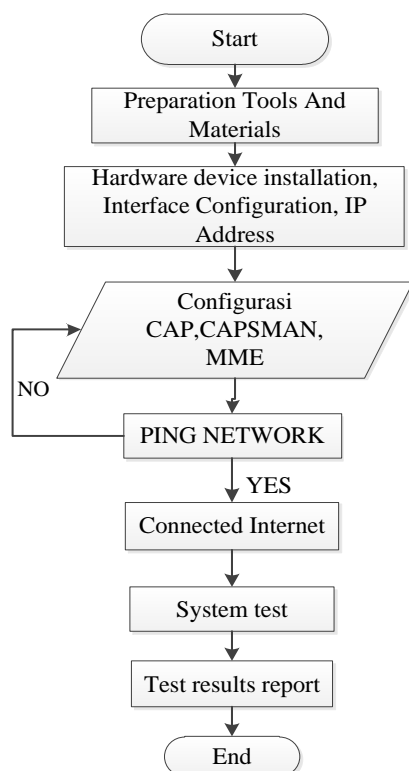 Start
Preparation Tools And
Materials
Hardware device installation,
Interface Configuration, IP
Address
Configurasi
CAP,CAPSMAN,
MME
NO
PING NETWORK
YES
Connected Internet
System test
Test results report
End